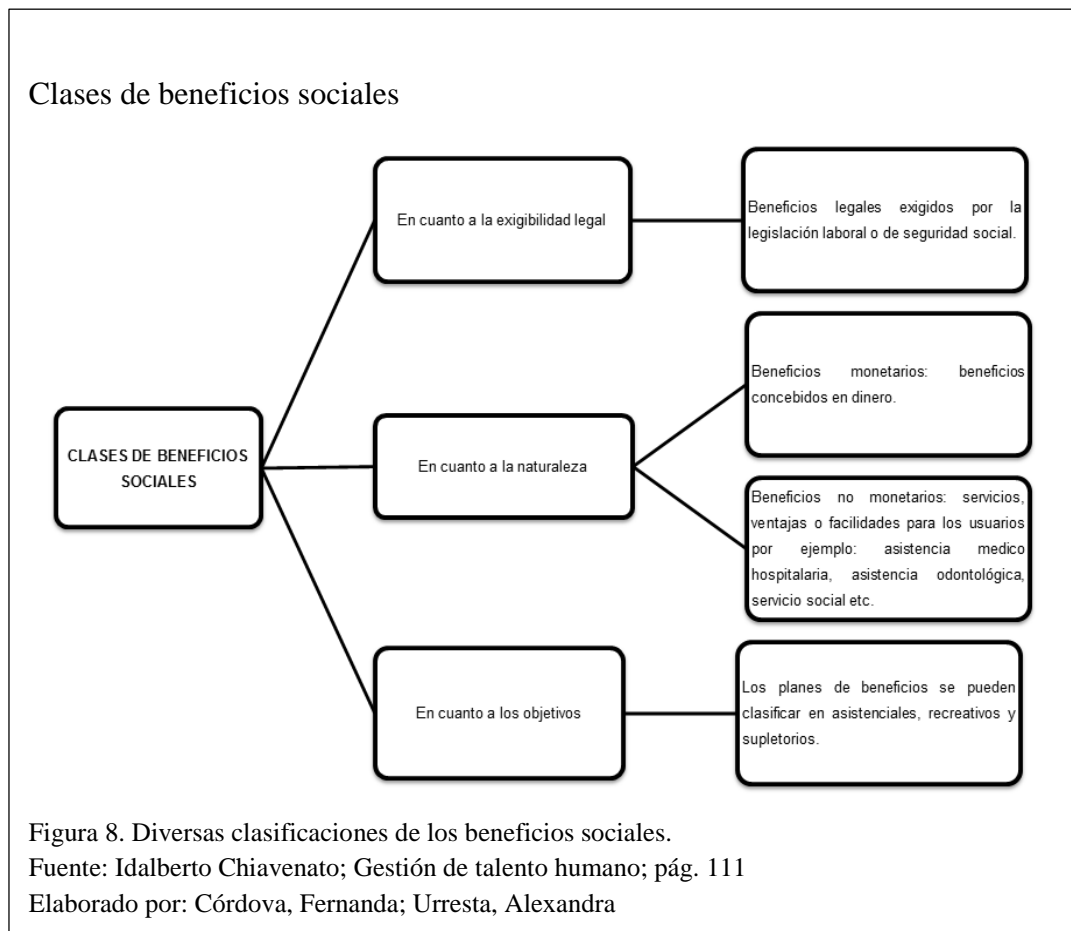 Clases de beneficios sociales
CLASES DE BENEFICIOS
SOCIALES
En cuanto a la exigibilidad legal
Beneficios legales exigidos por la
legislación laboral o de seguridad social.
En cuanto a la naturaleza
Beneficios monetarios: beneficios
concebidos en dinero.
Beneficios no monetarios: servicios,
ventajas o facilidades para los usuarios
por ejemplo: asistencia medico
hospitalaria, asistencia odontológica,
servicio social etc.
En cuanto a los objetivos
Los planes de beneficios se pueden
clasificar en asistenciales, recreativos y
supletorios.
Figura 8. Diversas clasificaciones de los beneficios sociales.
Fuente: Idalberto Chiavenato; Gestión de talento humano; pág. 111
Elaborado por: Córdova, Fernanda; Urresta, Alexandra